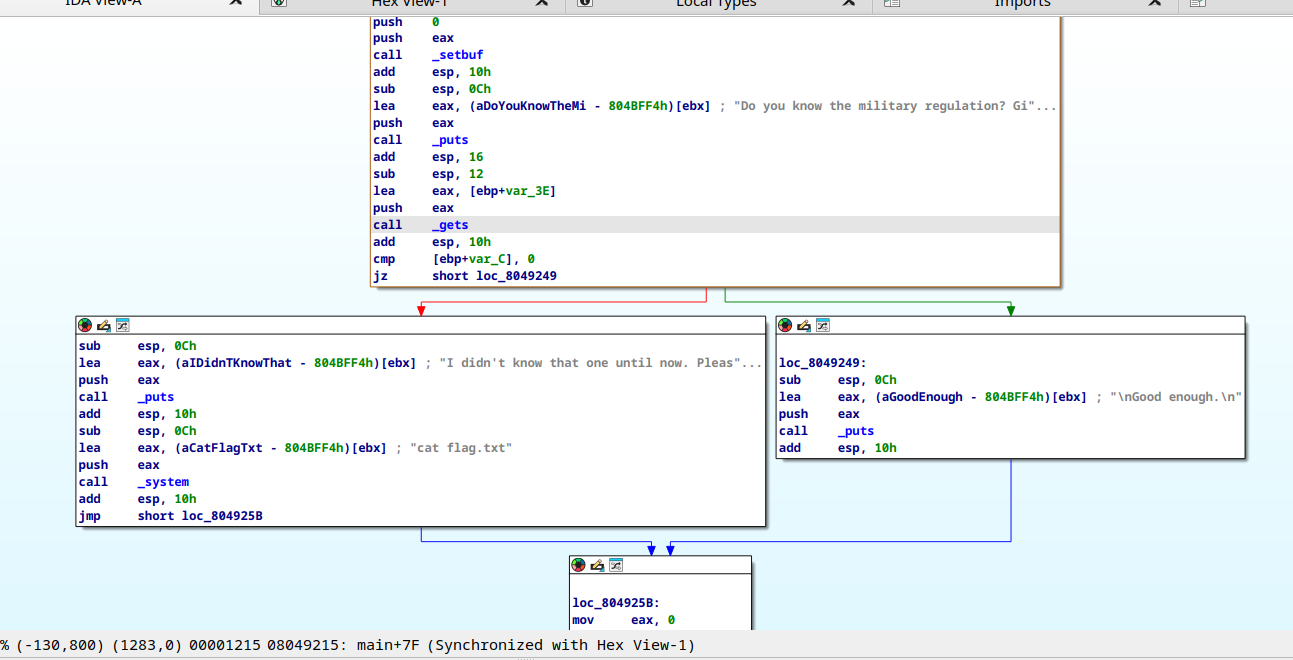 IDA View-A Hex View-1 Local Types Imports
push 0
push eax
call _setbuf
add esp, 10h
sub esp, 0Ch
lea eax, (aDoYouKnowTheMi - 804BFF4h)[ebx] ; "Do you know the military regulation? Gi"...
push eax
call _puts
add esp, 16
sub esp, 12
lea eax, [ebp+var_3E]
push eax
call _gets
add esp, 10h
cmp [ebp+var_C], 0
jz short loc_8049249
sub esp, 0Ch
lea eax, (aIDidnTKnowThat - 804BFF4h)[ebx] ; "I didn't know that one until now. Pleas"...
push eax
call _puts
add esp, 10h
sub esp, 0Ch
lea eax, (aCatFlagTxt - 804BFF4h)[ebx] ; "cat flag.txt"
push eax
call _system
add esp, 10h
jmp short loc_804925B
loc_8049249:
sub esp, 0Ch
lea eax, (aGoodEnough - 804BFF4h)[ebx] ; "\nGood enough.\n"
push eax
call _puts
add esp, 10h
loc_804925B:
mov eax, 0
% (-130,800) (1283,0) 00001215 08049215: main+7F (Synchronized with Hex View-1)